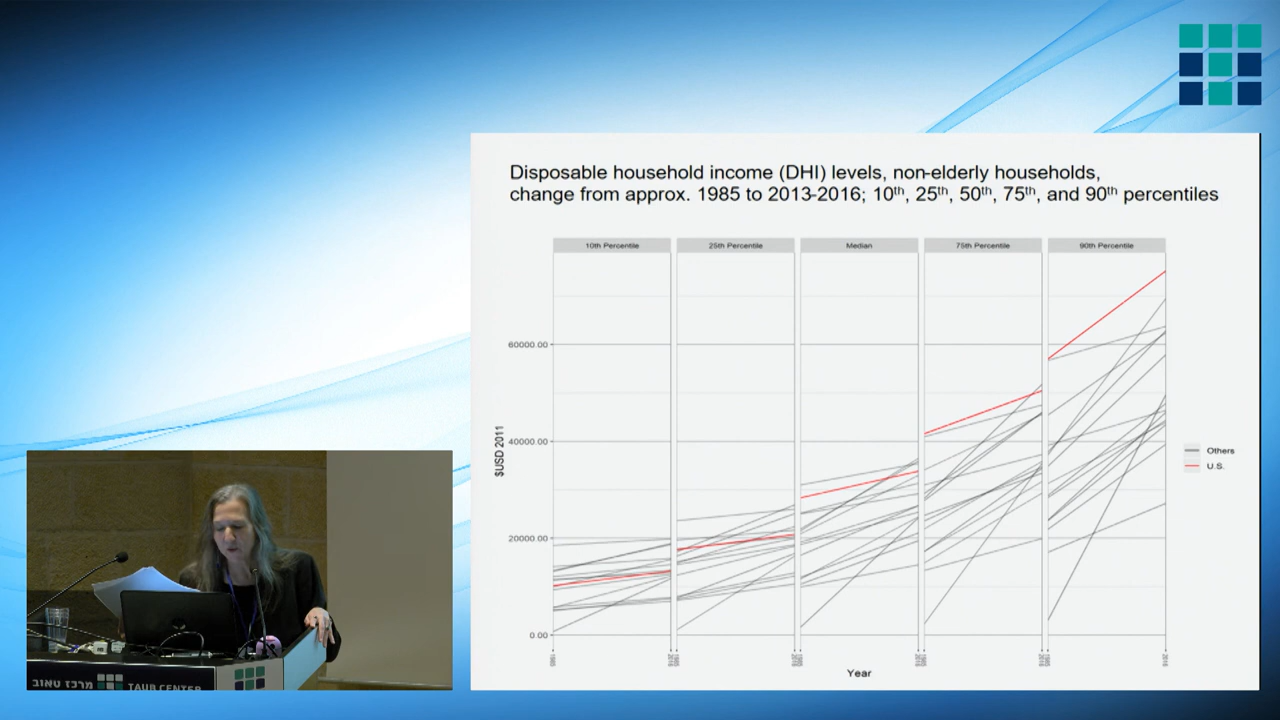 Disposable household income (DHI) levels, non-elderly households,
change from approx. 1985 to 2013-2016; 10th, 25th, 50th, 75th, and 90th percentiles
10th Percentile
25th Percentile
Median
75th Percentile
90th Percentile
60000.00
40000.00
20000.00
0.00
$USD 2011
Year
Others
U.S.
מרכז טאוב
TAUB CENTER